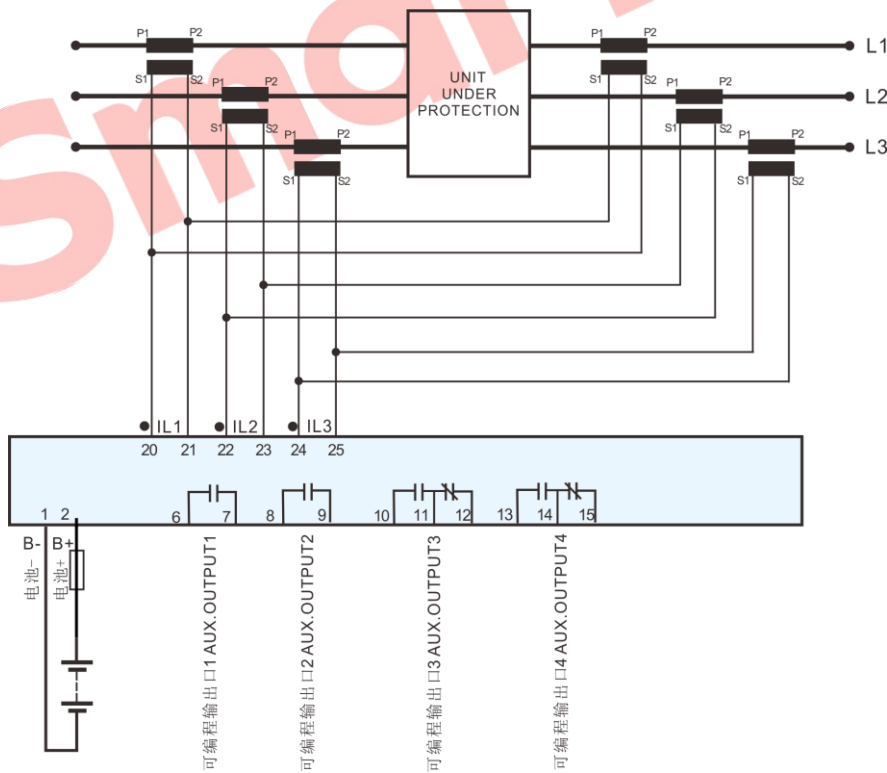 Smar
P1 P2 P1 P2 L1
S1 S2 S1 S2
UNIT
UNDER
PROTECTION
P1 P2 P1 P2 L2
S1 S2 S1 S2
P1 P2 P1 P2 L3
S1 S2 S1 S2
IL1 IL2 IL3
20 21 22 23 24 25
1 2 6 7 8 9 10 11 12 13 14 15
B- B+
电池-
电池+
可编程输出口1 AUX.OUTPUT1
可编程输出口2 AUX.OUTPUT2
可编程输出口3 AUX.OUTPUT3
可编程输出口4 AUX.OUTPUT4